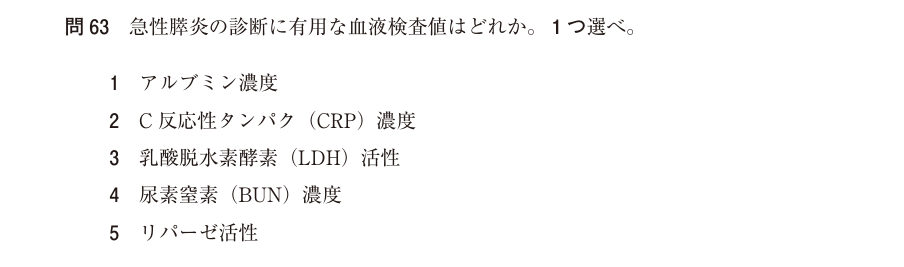 問 63　急性膵炎の診断に有用な血液検査値はどれか。1つ選べ。
1　アルブミン濃度
2　C 反応性タンパク（CRP）濃度
3　乳酸脱水素酵素（LDH）活性
4　尿素窒素（BUN）濃度
5　リパーゼ活性